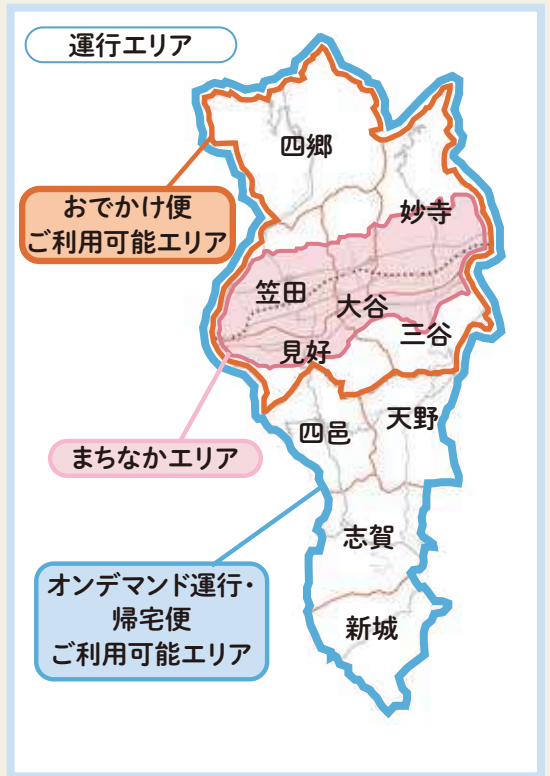 運行エリア
四郷
おでかけ便
ご利用可能エリア
妙寺
笠田
大谷
三谷
見好
まちなかエリア
四邑
天野
志賀
オンデマンド運行・
帰宅便
ご利用可能エリア
新城